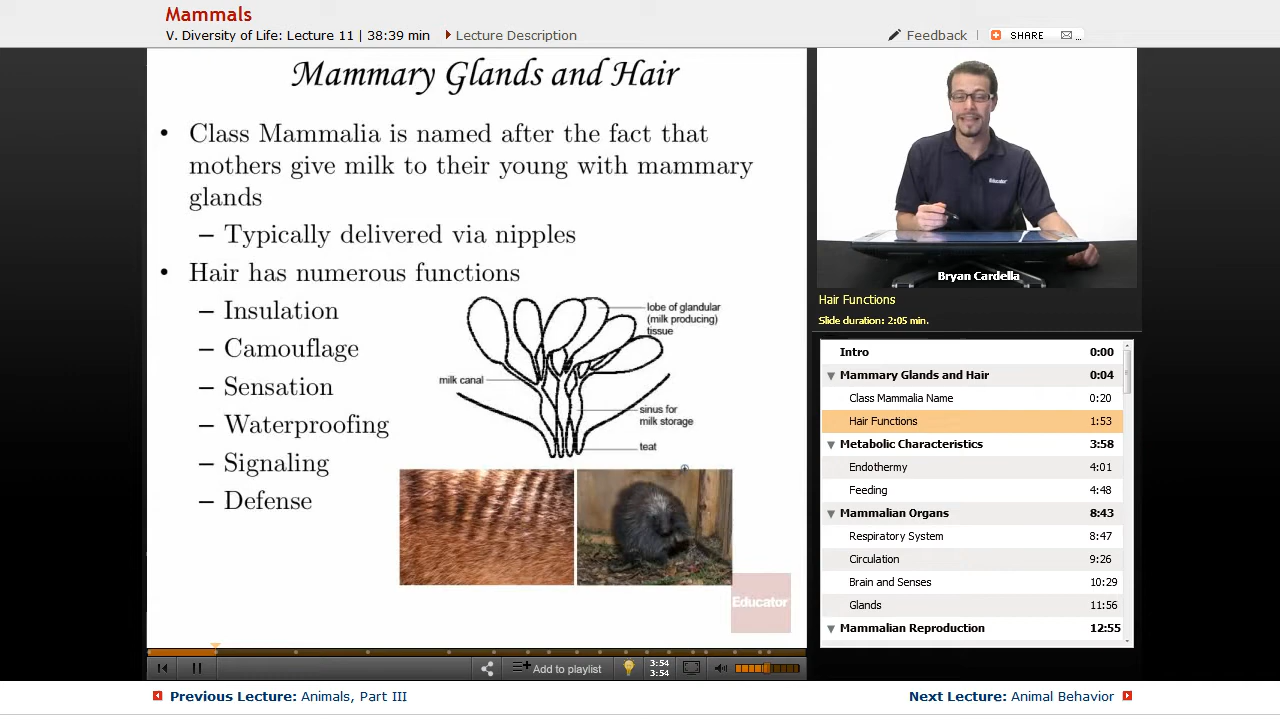 Mammals
V. Diversity of Life: Lecture 11 | 38:39 min
Lecture Description
Feedback
SHARE
Mammary Glands and Hair
• Class Mammalia is named after the fact that
mothers give milk to their young with mammary
glands
– Typically delivered via nipples
• Hair has numerous functions
– Insulation
– Camouflage
– Sensation
– Waterproofing
– Signaling
– Defense
lobe of glandular
(milk producing)
tissue
milk canal
sinus for
milk storage
teat
Educator
Educator
Bryan Cardella
Hair Functions
Slide duration: 2:05 min.
Intro 0:00
Mammary Glands and Hair 0:04
Class Mammalia Name 0:20
Hair Functions 1:53
Metabolic Characteristics 3:58
Endothermy 4:01
Feeding 4:48
Mammalian Organs 8:43
Respiratory System 8:47
Circulation 9:26
Brain and Senses 10:29
Glands 11:56
Mammalian Reproduction 12:55
Add to playlist
3:54
3:54
Previous Lecture: Animals, Part III
Next Lecture: Animal Behavior